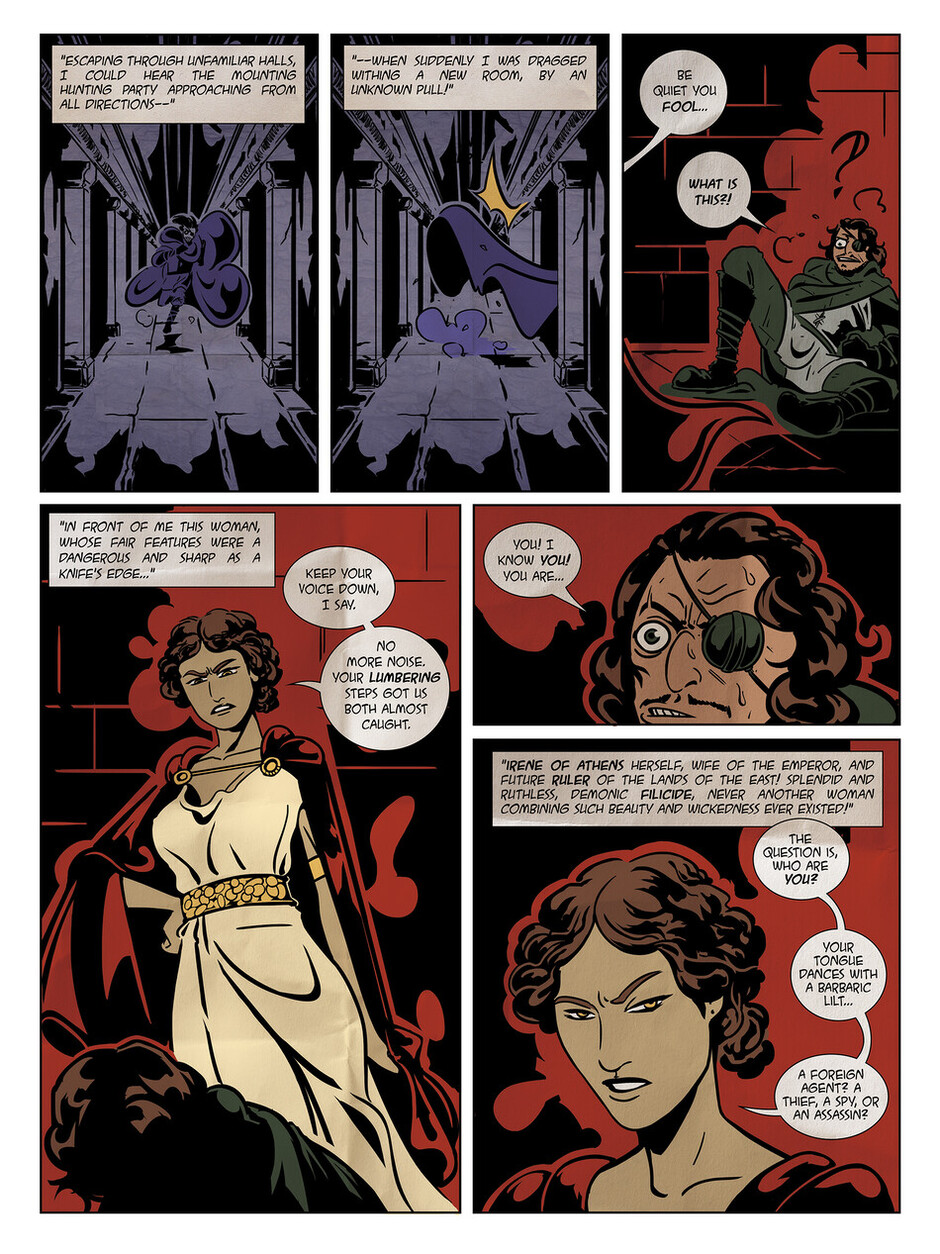 "ESCAPING THROUGH UNFAMILIAR HALLS,
I COULD HEAR THE MOUNTING
HUNTING PARTY APPROACHING FROM
ALL DIRECTIONS--"
"--WHEN SUDDENLY I WAS DRAGGED
WITHING A NEW ROOM, BY AN
UNKNOWN PULL!"
BE
QUIET YOU
FOOL...
WHAT IS
THIS?!
?
"IN FRONT OF ME THIS WOMAN,
WHOSE FAIR FEATURES WERE A
DANGEROUS AND SHARP AS A
KNIFE'S EDGE..."
KEEP YOUR
VOICE DOWN,
I SAY.
NO
MORE NOISE.
YOUR LUMBERING
STEPS GOT US
BOTH ALMOST
CAUGHT.
YOU! I
KNOW YOU!
YOU ARE...
"IRENE OF ATHENS HERSELF, WIFE OF THE EMPEROR, AND
FUTURE RULER OF THE LANDS OF THE EAST! SPLENDID AND
RUTHLESS, DEMONIC FILICIDE, NEVER ANOTHER WOMAN
COMBINING SUCH BEAUTY AND WICKEDNESS EVER EXISTED!"
THE
QUESTION IS,
WHO ARE
YOU?
YOUR
TONGUE
DANCES WITH
A BARBARIC
LILT...
A FOREIGN
AGENT? A
THIEF, A SPY, OR
AN ASSASSIN?